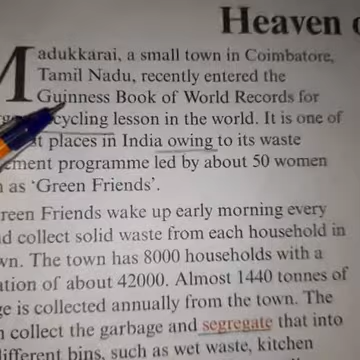 Heaven
Madukkarai, a small town in Coimbatore,
Tamil Nadu, recently entered the
Guinness Book of World Records for
cycling lesson in the world. It is one of
places in India owing to its waste
ement programme led by about 50 women
as 'Green Friends'.
reen Friends wake up early morning every
d collect solid waste from each household in
wn. The town has 8000 households with a
ation of about 42000. Almost 1440 tonnes of
ge is collected annually from the town. The
collect the garbage and segregate that into
different bins, such as wet waste, kitchen